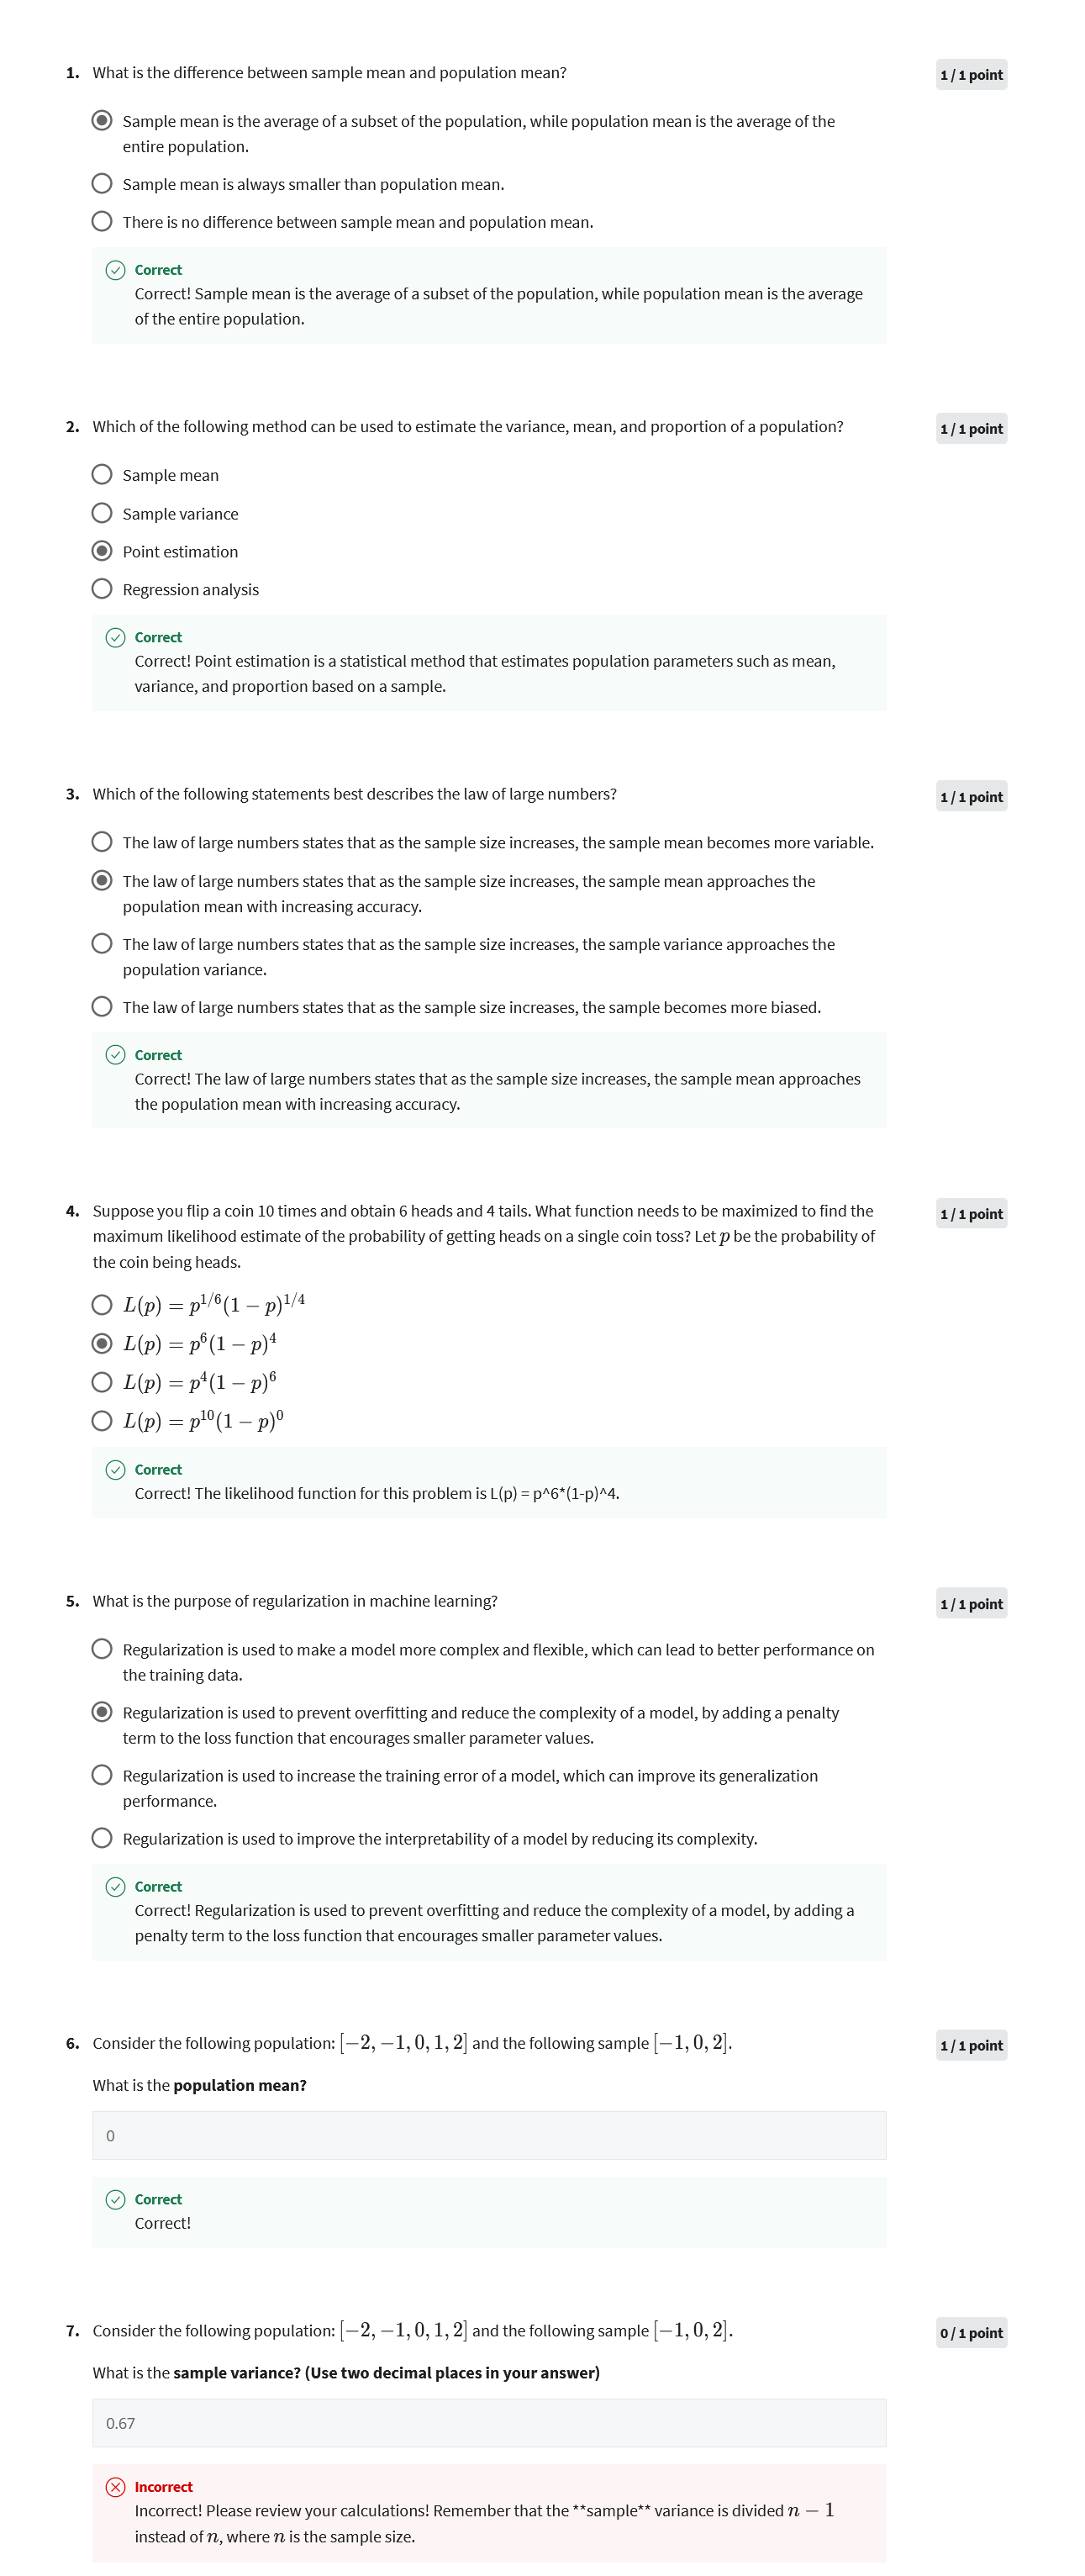 1. What is the difference between sample mean and population mean?
1 / 1 point
Sample mean is the average of a subset of the population, while population mean is the average of the
entire population.
Sample mean is always smaller than population mean.
There is no difference between sample mean and population mean.
Correct
Correct! Sample mean is the average of a subset of the population, while population mean is the average
of the entire population.
2. Which of the following method can be used to estimate the variance, mean, and proportion of a population?
1 / 1 point
Sample mean
Sample variance
Point estimation
Regression analysis
Correct
Correct! Point estimation is a statistical method that estimates population parameters such as mean,
variance, and proportion based on a sample.
3. Which of the following statements best describes the law of large numbers?
1 / 1 point
The law of large numbers states that as the sample size increases, the sample mean becomes more variable.
The law of large numbers states that as the sample size increases, the sample mean approaches the
population mean with increasing accuracy.
The law of large numbers states that as the sample size increases, the sample variance approaches the
population variance.
The law of large numbers states that as the sample size increases, the sample becomes more biased.
Correct
Correct! The law of large numbers states that as the sample size increases, the sample mean approaches
the population mean with increasing accuracy.
4. Suppose you flip a coin 10 times and obtain 6 heads and 4 tails. What function needs to be maximized to find the
1 / 1 point
maximum likelihood estimate of the probability of getting heads on a single coin toss? Let p be the probability of
the coin being heads.
L(p) = p^{1/6}(1 − p)^{1/4}
L(p) = p^6(1 − p)^4
L(p) = p^4(1 − p)^6
L(p) = p^{10}(1 − p)^0
Correct
Correct! The likelihood function for this problem is L(p) = p^6*(1-p)^4.
5. What is the purpose of regularization in machine learning?
1 / 1 point
Regularization is used to make a model more complex and flexible, which can lead to better performance on
the training data.
Regularization is used to prevent overfitting and reduce the complexity of a model, by adding a penalty
term to the loss function that encourages smaller parameter values.
Regularization is used to increase the training error of a model, which can improve its generalization
performance.
Regularization is used to improve the interpretability of a model by reducing its complexity.
Correct
Correct! Regularization is used to prevent overfitting and reduce the complexity of a model, by adding a
penalty term to the loss function that encourages smaller parameter values.
6. Consider the following population: [−2, −1, 0, 1, 2] and the following sample [−1, 0, 2].
1 / 1 point
What is the population mean?
0
Correct
Correct!
7. Consider the following population: [−2, −1, 0, 1, 2] and the following sample [−1, 0, 2].
0 / 1 point
What is the sample variance? (Use two decimal places in your answer)
0.67
Incorrect
Incorrect! Please review your calculations! Remember that the **sample** variance is divided n − 1
instead of n, where n is the sample size.